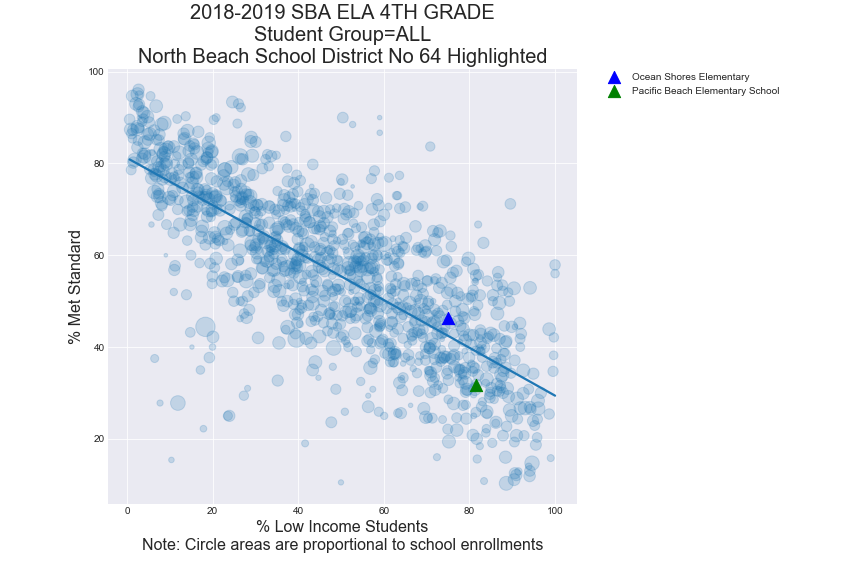 2018-2019 SBA ELA 4TH GRADE
Student Group=ALL
North Beach School District No 64 Highlighted
Ocean Shores Elementary
Pacific Beach Elementary School
% Met Standard
100
80
60
40
20
0 20 40 60 80 100
% Low Income Students
Note: Circle areas are proportional to school enrollments